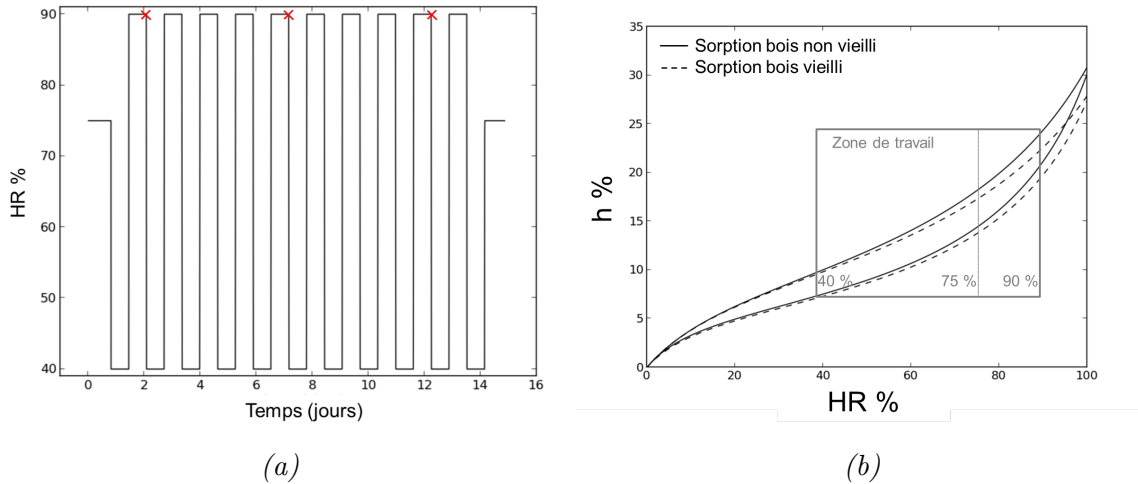 90
80
70
60
50
40
HR %
0 2 4 6 8 10 12 14 16
Temps (jours)
(a)
35
30
25
20
15
10
5
0
h %
Sorption bois non vieilli
Sorption bois vieilli
Zone de travail
40 % 75 % 90 %
0 20 40 60 80 100
HR %
(b)